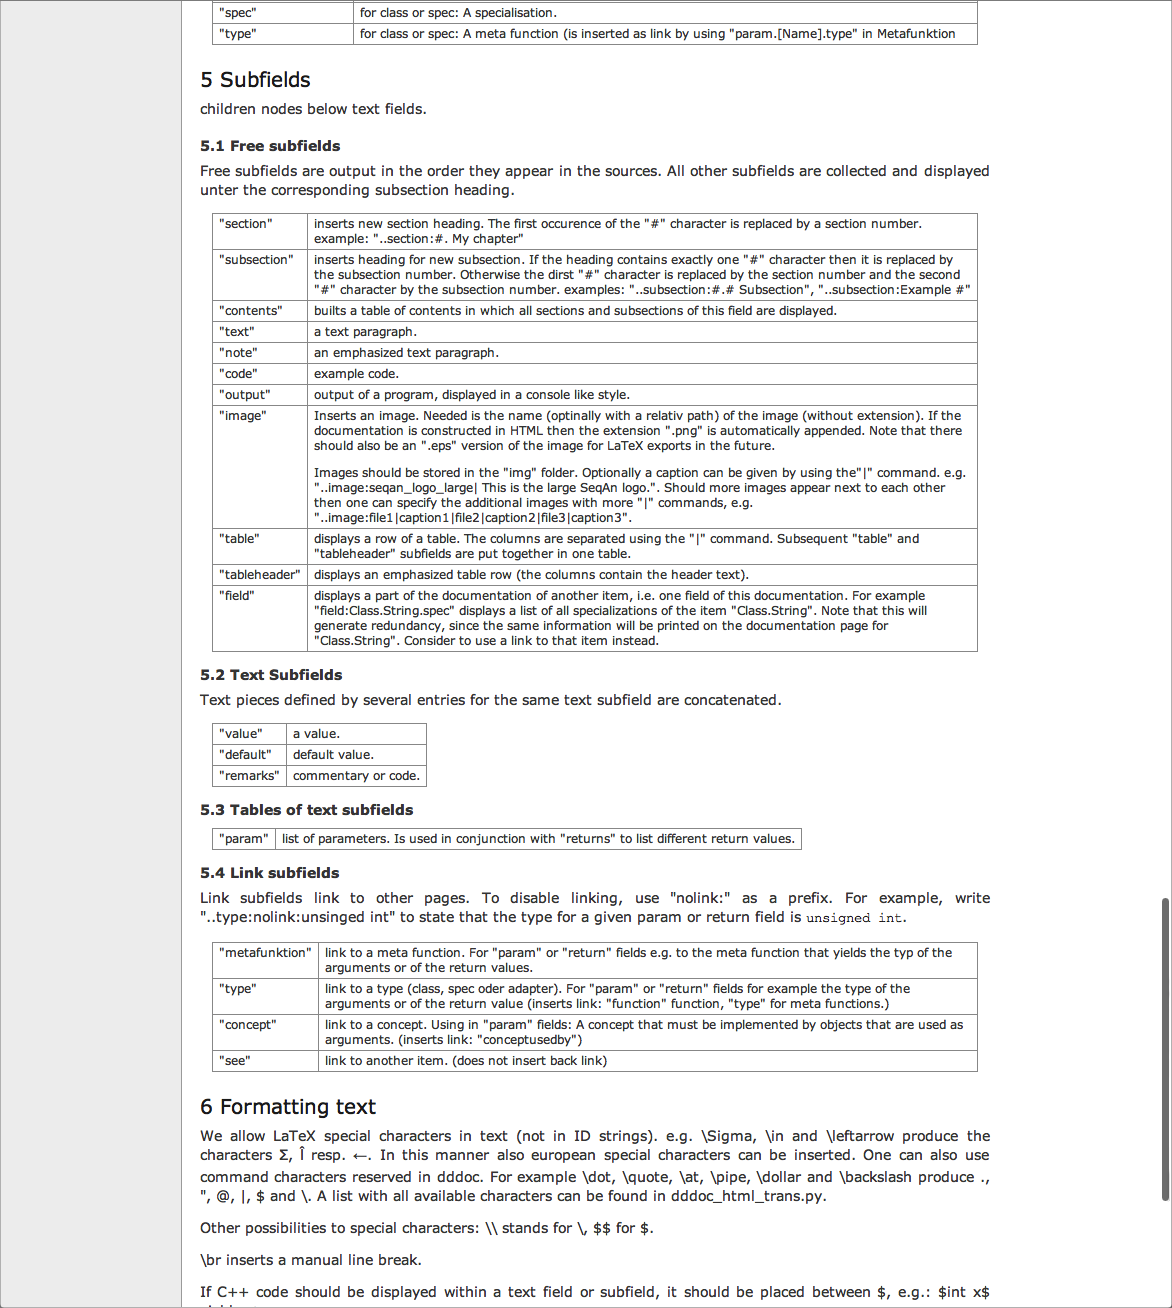 "spec" for class or spec: A specialisation.
"type" for class or spec: A meta function (is inserted as link by using "param.[Name].type" in Metafunktion
5 Subfields
children nodes below text fields.
5.1 Free subfields
Free subfields are output in the order they appear in the sources. All other subfields are collected and displayed
unter the corresponding subsection heading.
"section" inserts new section heading. The first occurence of the "#" character is replaced by a section number.
example: "..section:#. My chapter"
"subsection" inserts heading for new subsection. If the heading contains exactly one "#" character then it is replaced by
the subsection number. Otherwise the dirst "#" character is replaced by the section number and the second
"#" character by the subsection number. examples: "..subsection:#.# Subsection", "..subsection:Example #"
"contents" builts a table of contents in which all sections and subsections of this field are displayed.
"text" a text paragraph.
"note" an emphasized text paragraph.
"code" example code.
"output" output of a program, displayed in a console like style.
"image" Inserts an image. Needed is the name (optinally with a relativ path) of the image (without extension). If the
documentation is constructed in HTML then the extension ".png" is automatically appended. Note that there
should also be an ".eps" version of the image for LaTeX exports in the future.
Images should be stored in the "img" folder. Optionally a caption can be given by using the"|" command. e.g.
"..image:seqan_logo_large| This is the large SeqAn logo.". Should more images appear next to each other
then one can specify the additional images with more "|" commands, e.g.
"..image:file1|caption1|file2|caption2|file3|caption3".
"table" displays a row of a table. The columns are separated using the "|" command. Subsequent "table" and
"tableheader" subfields are put together in one table.
"tableheader" displays an emphasized table row (the columns contain the header text).
"field" displays a part of the documentation of another item, i.e. one field of this documentation. For example
"field:Class.String.spec" displays a list of all specializations of the item "Class.String". Note that this will
generate redundancy, since the same information will be printed on the documentation page for
"Class.String". Consider to use a link to that item instead.
5.2 Text Subfields
Text pieces defined by several entries for the same text subfield are concatenated.
"value" a value.
"default" default value.
"remarks" commentary or code.
5.3 Tables of text subfields
"param" list of parameters. Is used in conjunction with "returns" to list different return values.
5.4 Link subfields
Link subfields link to other pages. To disable linking, use "nolink:" as a prefix. For example, write
"..type:nolink:unsinged int" to state that the type for a given param or return field is unsigned int.
"metafunktion" link to a meta function. For "param" or "return" fields e.g. to the meta function that yields the typ of the
arguments or of the return values.
"type" link to a type (class, spec oder adapter). For "param" or "return" fields for example the type of the
arguments or of the return value (inserts link: "function" function, "type" for meta functions.)
"concept" link to a concept. Using in "param" fields: A concept that must be implemented by objects that are used as
arguments. (inserts link: "conceptusedby")
"see" link to another item. (does not insert back link)
6 Formatting text
We allow LaTeX special characters in text (not in ID strings). e.g. \Sigma, \in and \leftarrow produce the
characters Σ, Î resp. ←. In this manner also european special characters can be inserted. One can also use
command characters reserved in dddoc. For example \dot, \quote, \at, \pipe, \dollar and \backslash produce .,
", @, |, $ and \. A list with all available characters can be found in dddoc_html_trans.py.
Other possibilities to special characters: \\ stands for \, $$ for $.
\br inserts a manual line break.
If C++ code should be displayed within a text field or subfield, it should be placed between $, e.g.: $int x$